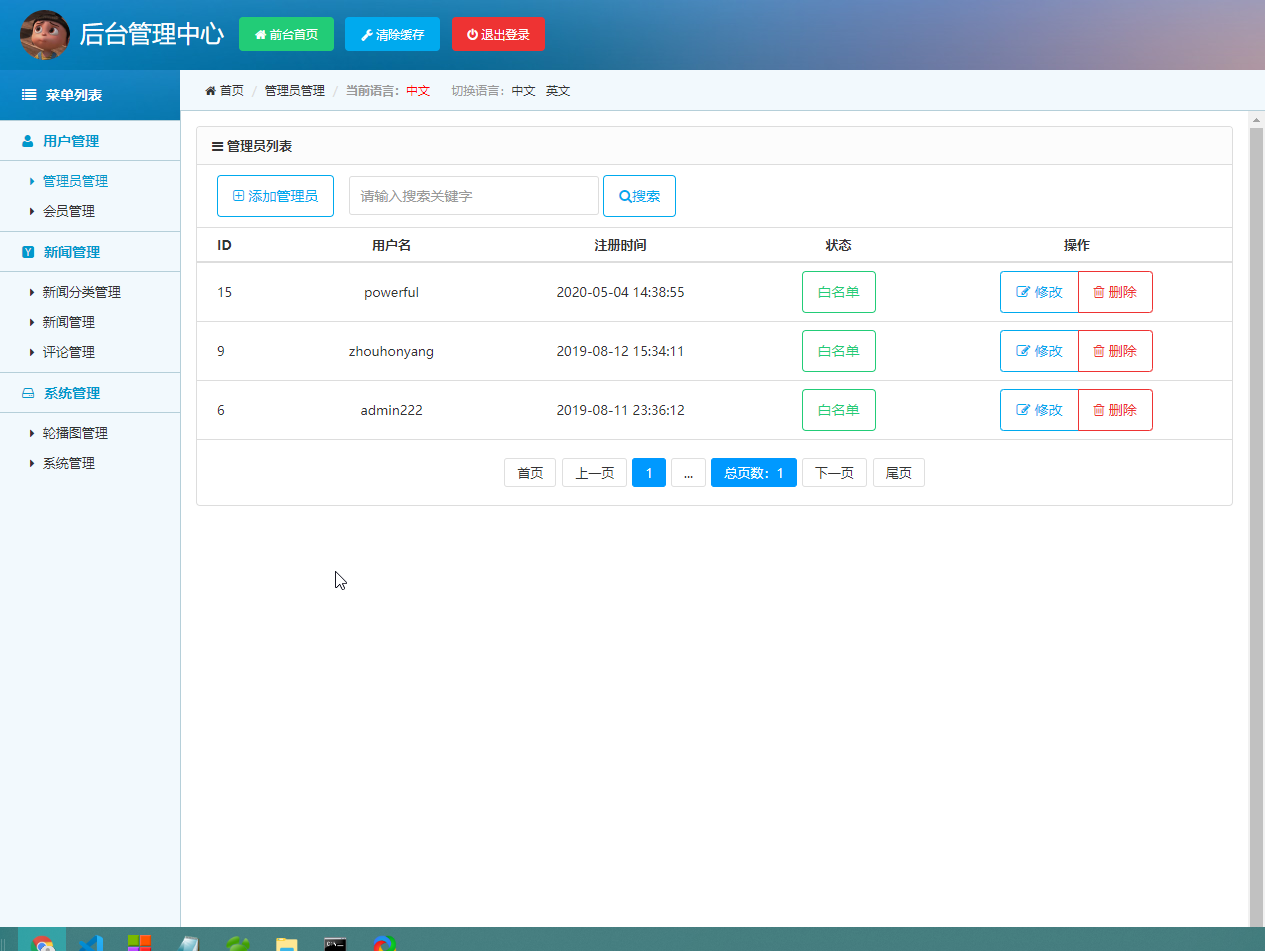 后台管理中心 前台首页 清除缓存 退出登录
菜单列表
首页 / 管理员管理 / 当前语言：中文 切换语言：中文 英文
用户管理
管理员管理
会员管理
新闻管理
新闻分类管理
新闻管理
评论管理
系统管理
轮播图管理
系统管理
管理员列表
添加管理员 请输入搜索关键字 搜索
ID 用户名 注册时间 状态 操作
15 powerful 2020-05-04 14:38:55 白名单 修改 删除
9 zhouhonyang 2019-08-12 15:34:11 白名单 修改 删除
6 admin222 2019-08-11 23:36:12 白名单 修改 删除
首页 上一页 1 ... 总页数：1 下一页 尾页